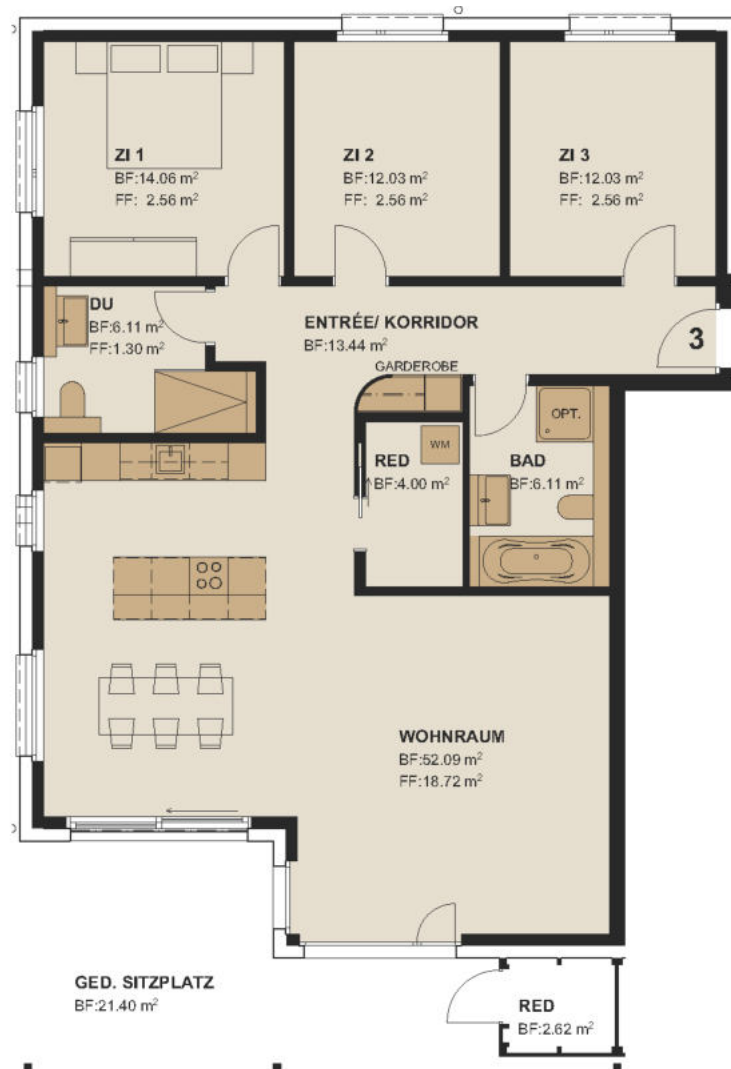 ZI 1
BF:14.06 m²
FF: 2.56 m²
ZI 2
BF:12.03 m²
FF: 2.56 m²
ZI 3
BF:12.03 m²
FF: 2.56 m²
DU
BF:6.11 m²
FF:1.30 m²
ENTRÉE/ KORRIDOR
BF:13.44 m²
3
GARDEROBE
OPT.
WM
RED
BF:4.00 m²
BAD
BF:6.11 m²
WOHNRAUM
BF:52.09 m²
FF:18.72 m²
GED. SITZPLATZ
BF:21.40 m²
RED
BF:2.62 m²